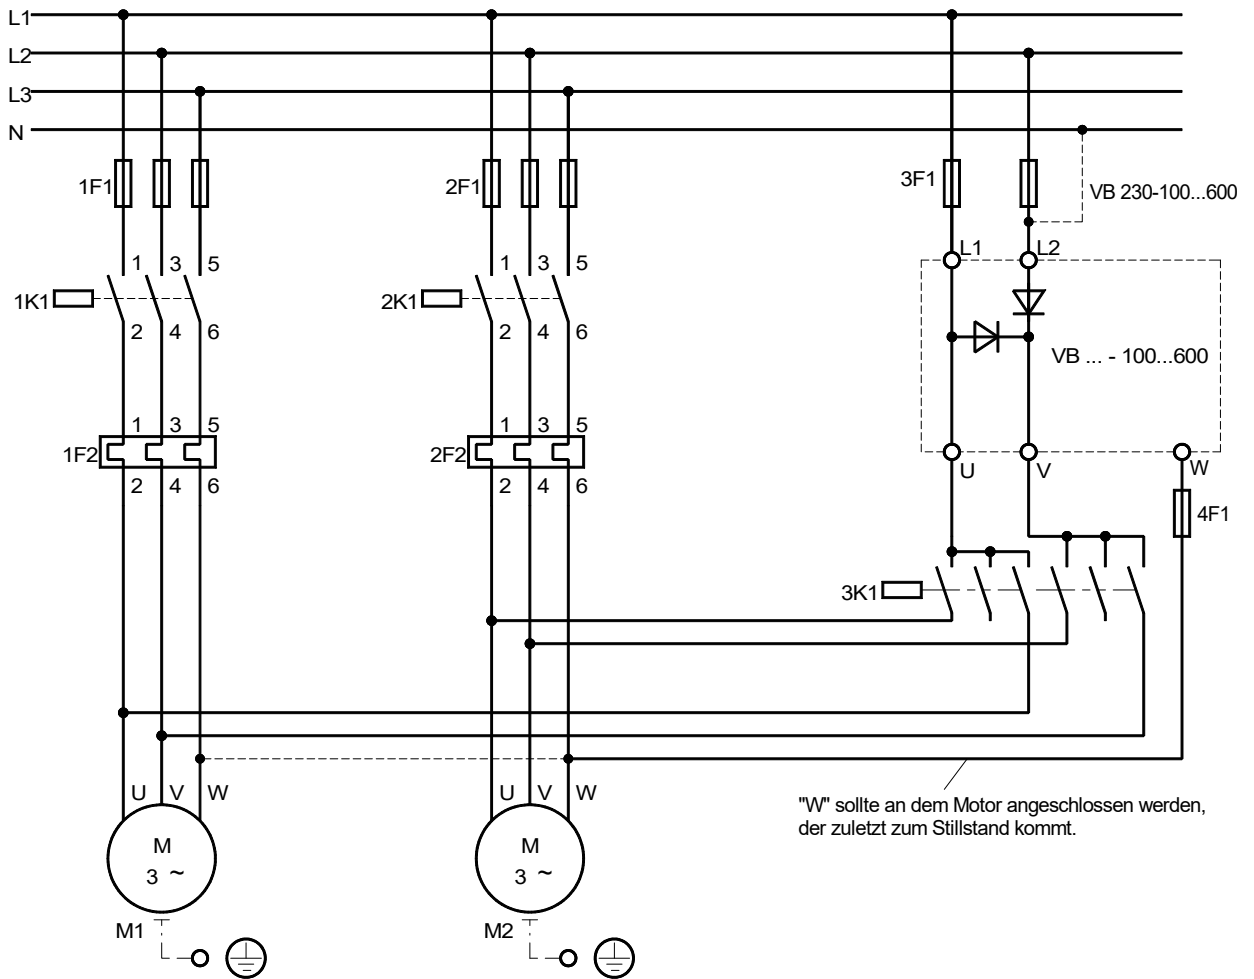 L1
L2
L3
N
1F1
2F1
3F1
VB 230-100...600
L1
L2
1 3 5
1K1
2 4 6
1 3 5
2K1
2 4 6
VB ... - 100...600
1 3 5
1F2
2 4 6
1 3 5
2F2
2 4 6
U
V
W
4F1
3K1
U V W
U V W
"W" sollte an dem Motor angeschlossen werden,
der zuletzt zum Stillstand kommt.
M
3 ~
M
3 ~
M1
M2